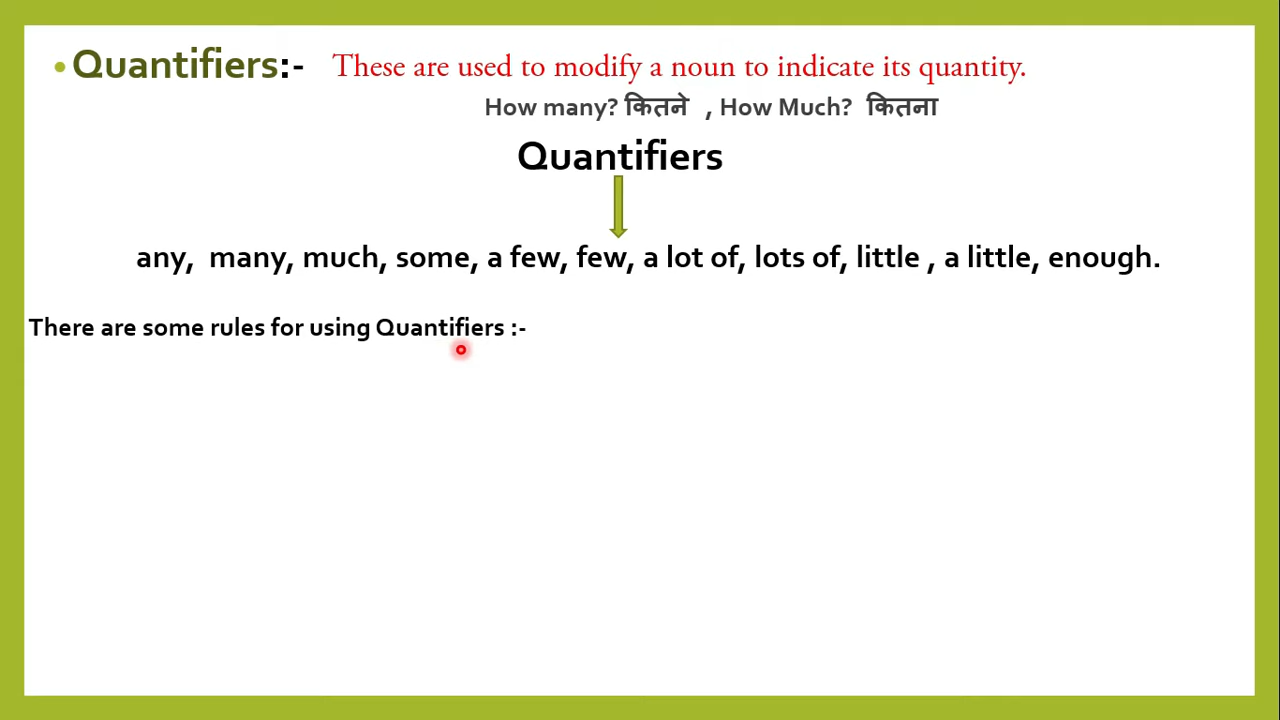 • Quantifiers:- These are used to modify a noun to indicate its quantity.
How many? कितने , How Much? कितना
Quantifiers
any, many, much, some, a few, few, a lot of, lots of, little , a little, enough.
There are some rules for using Quantifiers :-